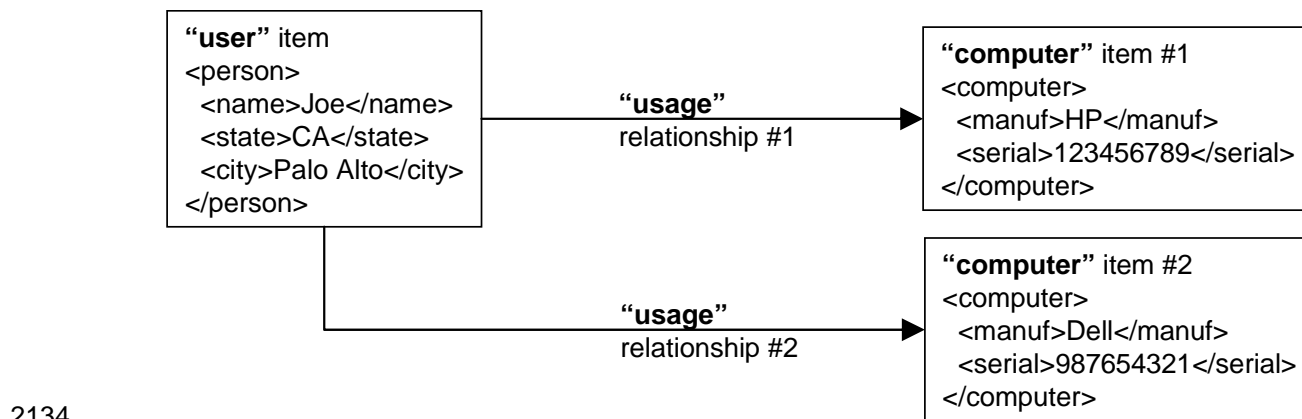 “user” item
<person>
<name>Joe</name>
<state>CA</state>
<city>Palo Alto</city>
</person>
“usage”
relationship #1
“computer” item #1
<computer>
<manuf>HP</manuf>
<serial>123456789</serial>
</computer>
“usage”
relationship #2
“computer” item #2
<computer>
<manuf>Dell</manuf>
<serial>987654321</serial>
</computer>
2134